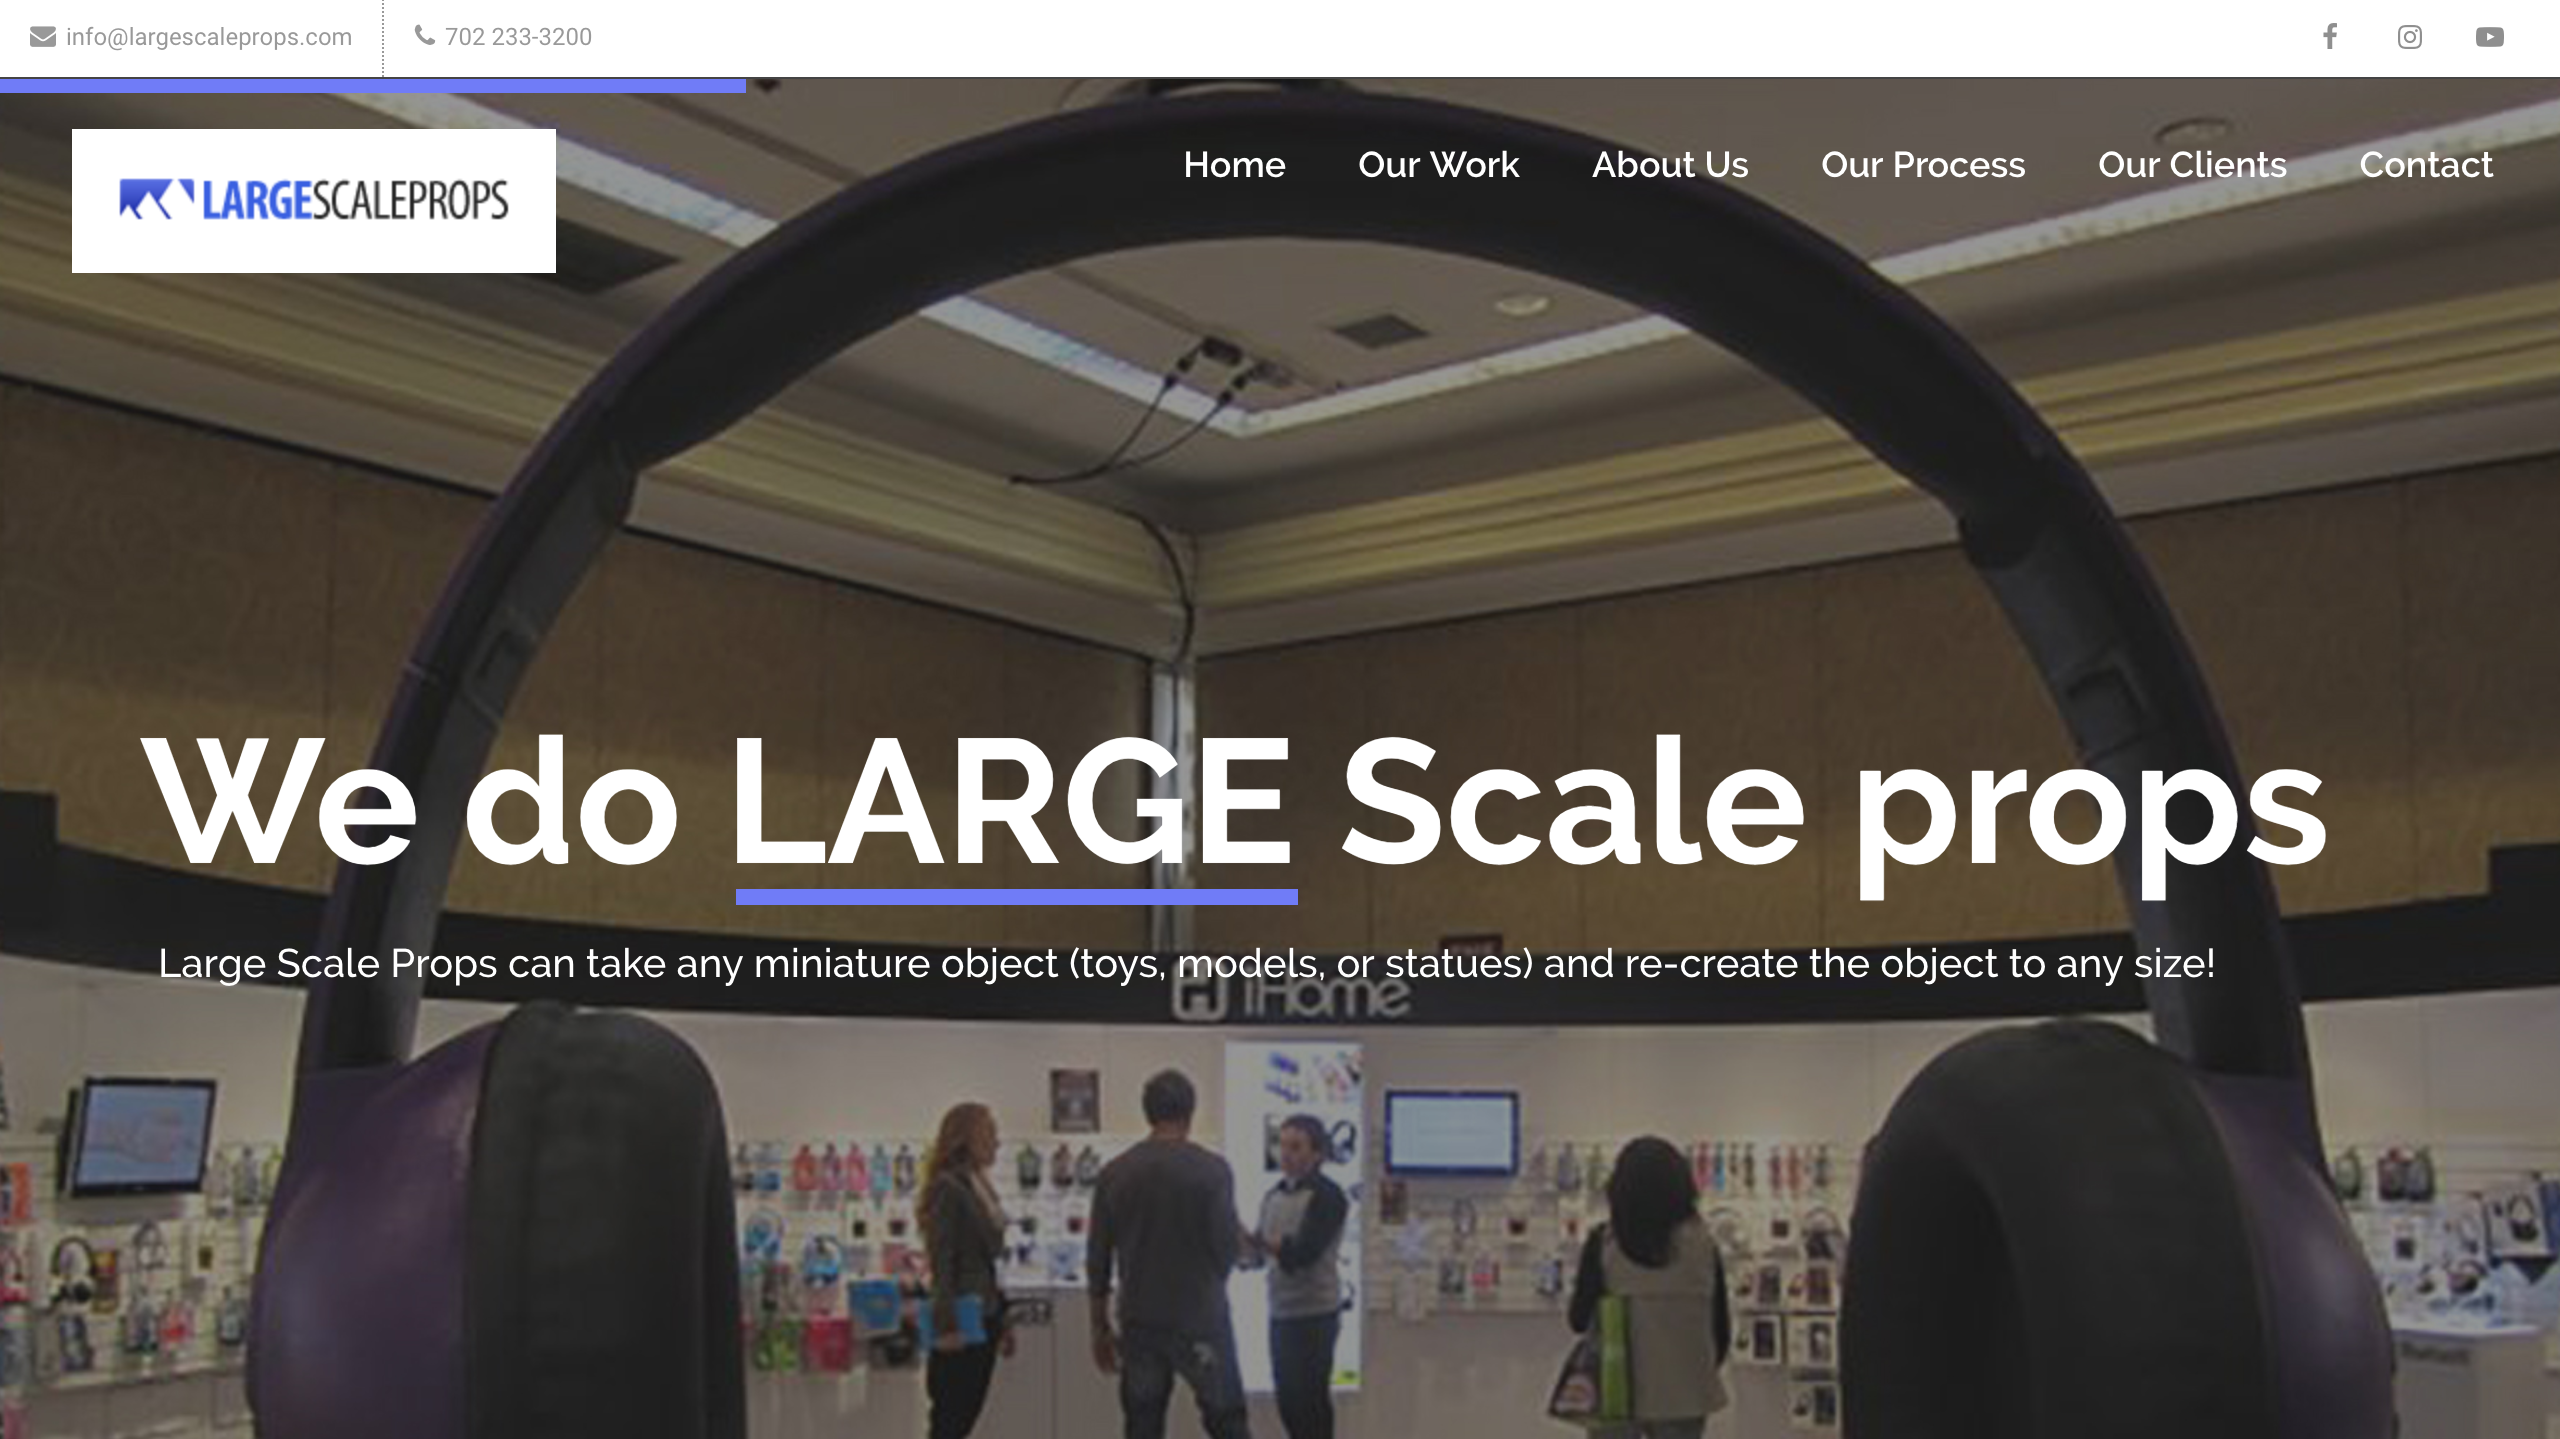 info@largescaleprops.com
702 233-3200
LARGESCALEPROPS
Home
Our Work
About Us
Our Process
Our Clients
Contact
We do LARGE Scale props
Large Scale Props can take any miniature object (toys, models, or statues) and re-create the object to any size!
iHome